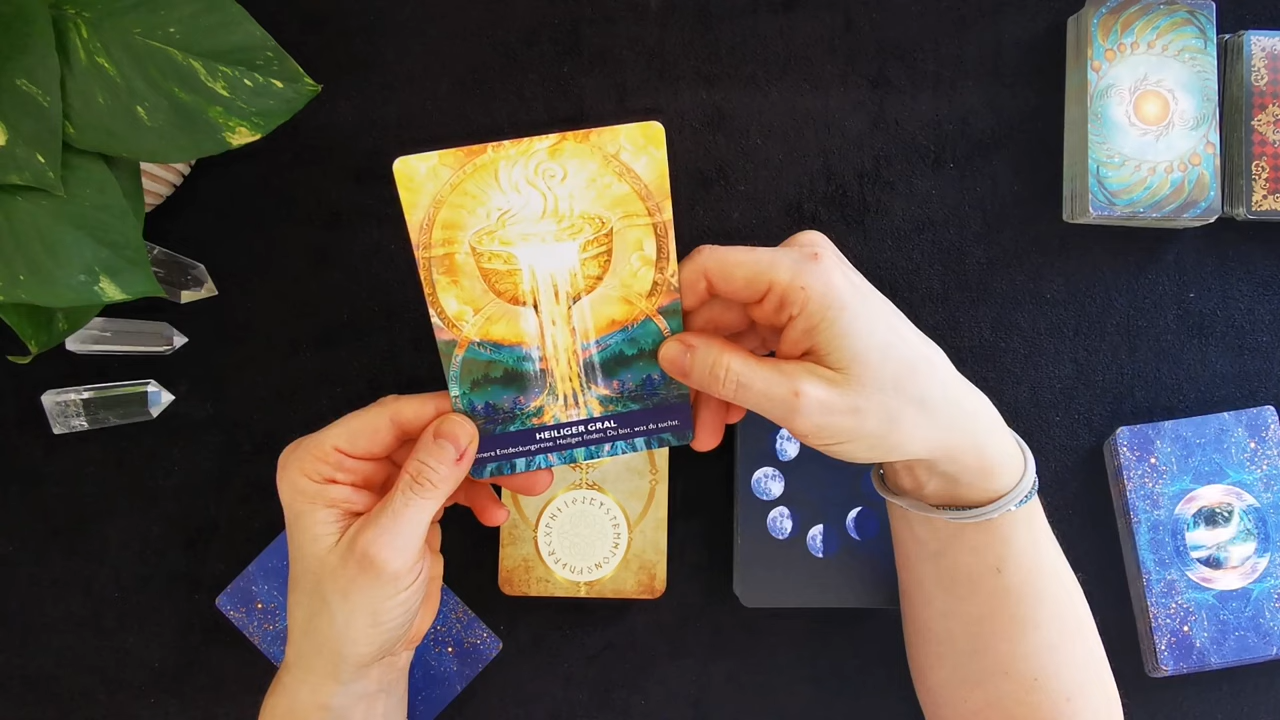 HEILIGER GRAL
nnere Entdeckungsreise. Heiliges finden. Du bist, was du suchst.